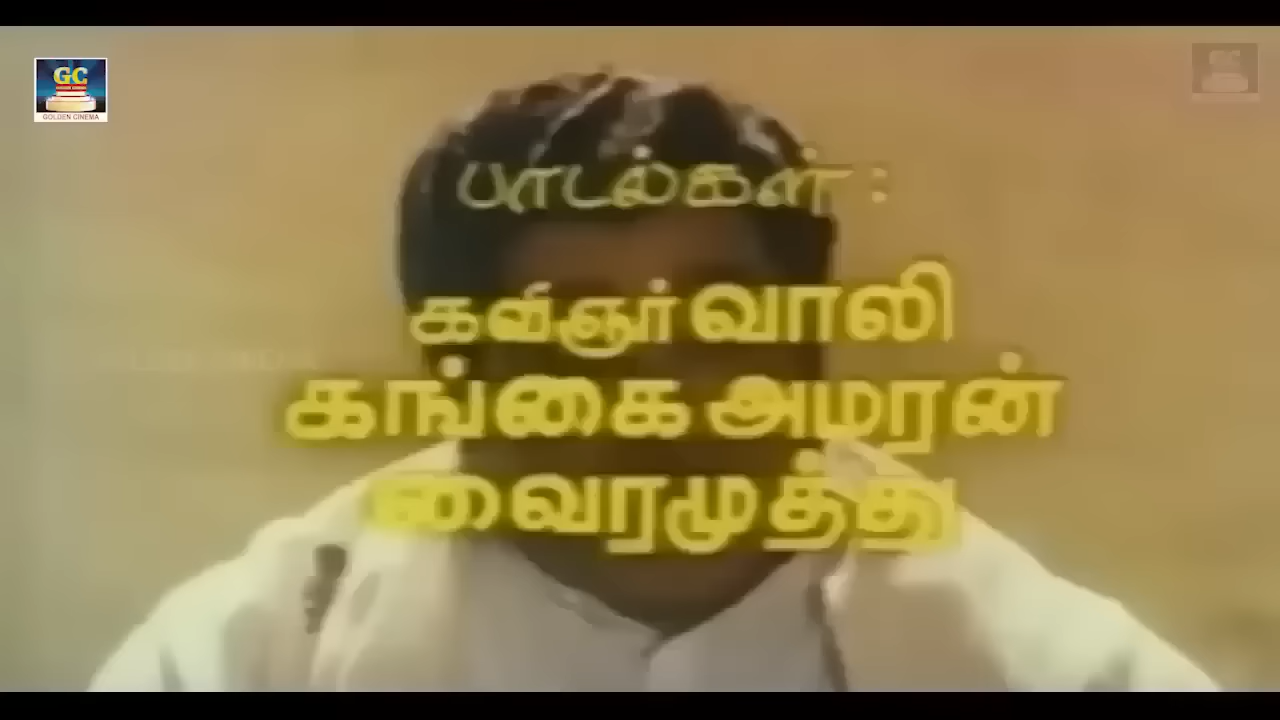 GC
GOLDEN CINEMA
பாடல்கள் :
கவிஞர் வாலி
கங்கை அமரன்
வைரமுத்து